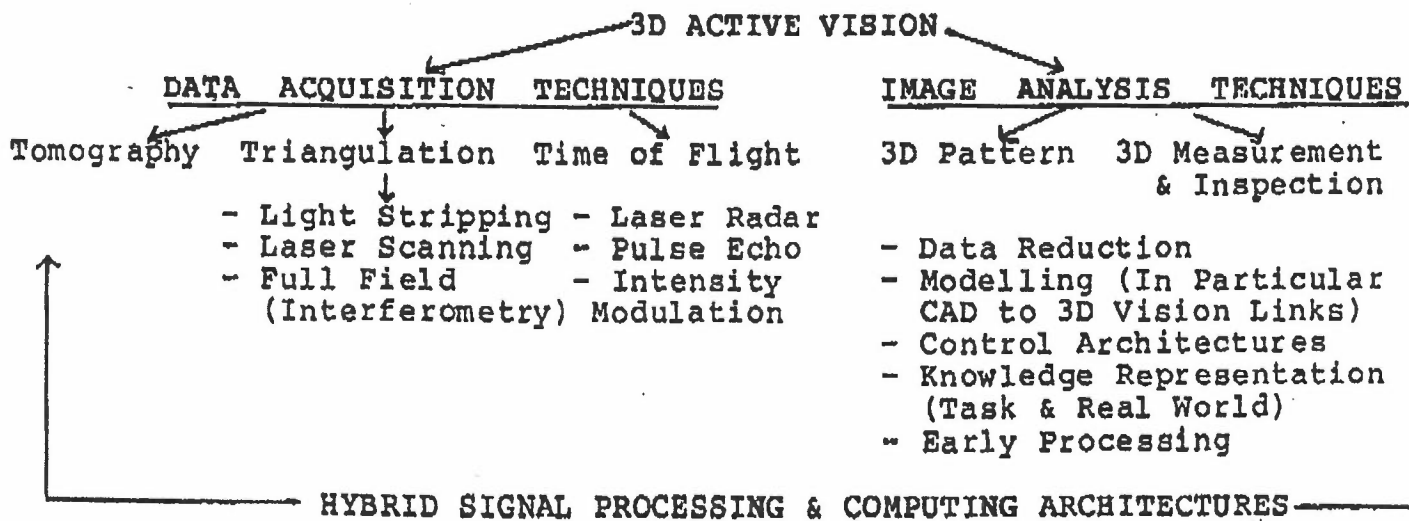 3D ACTIVE VISION
DATA ACQUISITION TECHNIQUES
Tomography Triangulation Time of Flight
- Light Stripping - Laser Radar
- Laser Scanning - Pulse Echo
- Full Field - Intensity
(Interferometry) Modulation
IMAGE ANALYSIS TECHNIQUES
3D Pattern 3D Measurement
& Inspection
- Data Reduction
- Modelling (In Particular
CAD to 3D Vision Links)
- Control Architectures
- Knowledge Representation
(Task & Real World)
- Early Processing
HYBRID SIGNAL PROCESSING & COMPUTING ARCHITECTURES